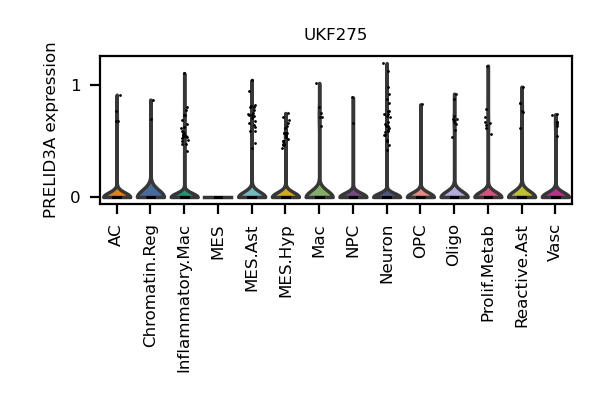 UKF275
PRELID3A expression
1
0
AC
Chromatin.Reg
Inflammatory.Mac
MES
MES.Ast
MES.Hyp
Mac
NPC
Neuron
OPC
Oligo
Prolif.Metab
Reactive.Ast
Vasc